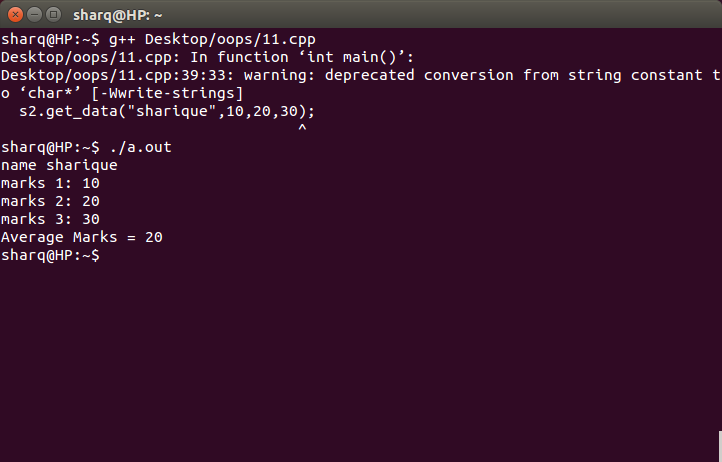 sharq@HP: ~
sharq@HP:~$ g++ Desktop/oops/11.cpp
Desktop/oops/11.cpp: In function ‘int main()’:
Desktop/oops/11.cpp:39:33: warning: deprecated conversion from string constant t
o ‘char*’ [-Wwrite-strings]
  s2.get_data("sharique",10,20,30);
                                 ^
sharq@HP:~$ ./a.out
name sharique
marks 1: 10
marks 2: 20
marks 3: 30
Average Marks = 20
sharq@HP:~$